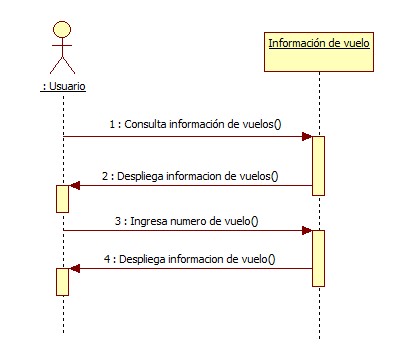 Información de vuelo
: Usuario
1 : Consulta información de vuelos()
2 : Despliega informacion de vuelos()
3 : Ingresa numero de vuelo()
4 : Despliega informacion de vuelo()